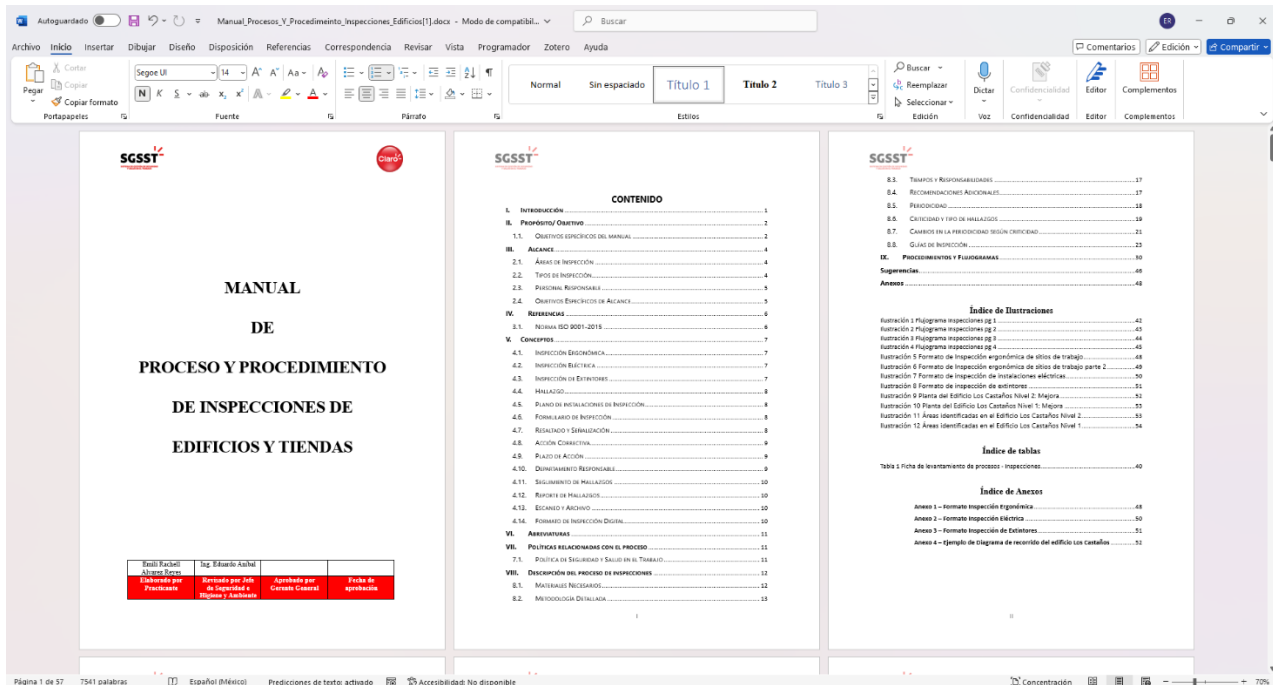 Autoguardado
Manual_Procesos_Y_Procedimeinto_Inspecciones_Edificios[1].docx - Modo de compatibil...
Buscar
ER
Archivo Inicio Insertar Dibujar Diseño Disposición Referencias Correspondencia Revisar Vista Programador Zotero Ayuda
Comentarios Edición Compartir
Pegar
Cortar
Copiar
Copiar formato
Portapapeles
Segoe UI 14
N K S
Fuente
Párrafo
Normal
Sin espaciado
Título 1
Título 2
Título 3
Estilos
Buscar
Reemplazar
Seleccionar
Edición
Dictar
Voz
Confidencialidad
Confidencialidad
Editor
Editor
Complementos
Complementos
SGSST
Claro
MANUAL
DE
PROCESO Y PROCEDIMIENTO
DE INSPECCIONES DE
EDIFICIOS Y TIENDAS
Emili Rachell Alvarez Reyes
Ing. Eduardo Aníbal
Elaborado por Practicante
Revisado por Jefe de Seguridad e Higiene y Ambiente
Aprobado por Gerante General
Fecha de aprobación
SGSST
CONTENIDO
I. Introducción 1
II. Propósito/ Objetivo 2
1.1. Objetivos específicos del manual 2
III. Alcance 4
2.1. Áreas de Inspección 4
2.2. Tipos de Inspección 4
2.3. Personal Responsable 5
2.4. Objetivos Específicos de Alcance 5
IV. Referencias 6
3.1. Norma ISO 9001-2015 6
V. Conceptos 7
4.1. Inspección Ergonómica 7
4.2. Inspección Eléctrica 7
4.3. Inspección de Extintores 7
4.4. Hallazgo 8
4.5. Plano de Instalaciones de Inspección 8
4.6. Formulario de Inspección 8
4.7. Resaltado y Señalización 8
4.8. Acción Correctiva 9
4.9. Plazo de Acción 9
4.10. Departamento Responsable 9
4.11. Seguimiento de Hallazgos 10
4.12. Reporte de Hallazgos 10
4.13. Escaneo y Archivo 10
4.14. Formato de Inspección Digital 10
VI. Abreviaturas 11
VII. Políticas relacionadas con el proceso 11
7.1. Política de Seguridad y Salud en el Trabajo 11
VIII. Descripción del proceso de inspecciones 12
8.1. Materiales Necesarios 12
8.2. Metodología Detallada 13
I
SGSST
8.3. Tiempos y Responsabilidades 17
8.4. Recomendaciones Adicionales 17
8.5. Periodicidad 18
8.6. Criticidad y tipo de hallazgos 19
8.7. Cambios en la periodicidad según criticidad 21
8.8. Guías de Inspección 23
IX. Procedimientos y Flujogramas 30
Sugerencias 46
Anexos 48
Índice de Ilustraciones
Ilustración 1 Flujograma Inspecciones pg 1 42
Ilustración 2 Flujograma Inspecciones pg 2 43
Ilustración 3 Flujograma Inspecciones pg 3 44
Ilustración 4 Flujograma Inspecciones pg 4 45
Ilustración 5 Formato de Inspección ergonómica de sitios de trabajo 48
Ilustración 6 Formato de Inspección ergonómica de sitios de trabajo parte 2 49
Ilustración 7 Formato de Inspección de instalaciones eléctricas 50
Ilustración 8 Formato de inspección de extintores 51
Ilustración 9 Planta del Edificio Los Castaños Nivel 2: Mejora 52
Ilustración 10 Planta del Edificio Los Castaños Nivel 1: Mejora 53
Ilustración 11 Áreas identificadas en el Edificio Los Castaños Nivel 2 53
Ilustración 12 Áreas identificadas en el Edificio Los Castaños Nivel 1 54
Índice de tablas
Tabla 1 Ficha de levantamiento de procesos - Inspecciones 40
Índice de Anexos
Anexo 1 – Formato Inspección Ergonómica 48
Anexo 2 – Formato Inspección Eléctrica 50
Anexo 3 – Formato Inspección de Extintores 51
Anexo 4 – Ejemplo de Diagrama de recorrido del edificio Los Castaños 52
II
Página 1 de 57 7541 palabras Español (México) Predicciones de texto: activado Accesibilidad: No disponible
Concentración 70%